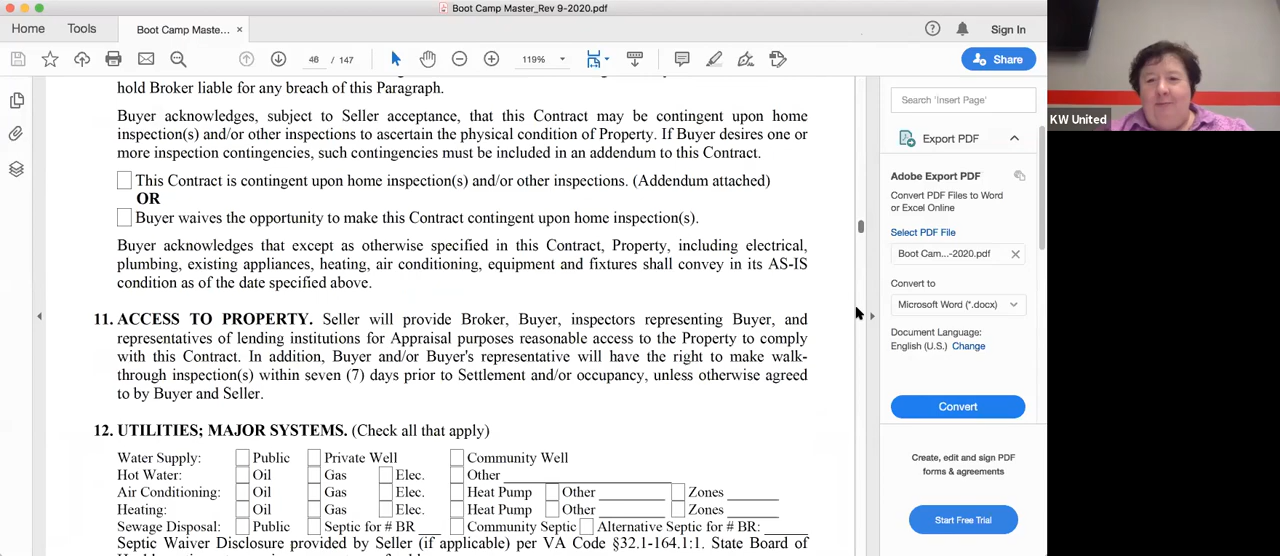 Boot Camp Master_Rev 9-2020.pdf
Home Tools Boot Camp Master... × Sign In
48 / 147 119% Share
hold Broker liable for any breach of this Paragraph.
Buyer acknowledges, subject to Seller acceptance, that this Contract may be contingent upon home
inspection(s) and/or other inspections to ascertain the physical condition of Property. If Buyer desires one or
more inspection contingencies, such contingencies must be included in an addendum to this Contract.
This Contract is contingent upon home inspection(s) and/or other inspections. (Addendum attached)
OR
Buyer waives the opportunity to make this Contract contingent upon home inspection(s).
Buyer acknowledges that except as otherwise specified in this Contract, Property, including electrical,
plumbing, existing appliances, heating, air conditioning, equipment and fixtures shall convey in its AS-IS
condition as of the date specified above.
11. ACCESS TO PROPERTY. Seller will provide Broker, Buyer, inspectors representing Buyer, and
representatives of lending institutions for Appraisal purposes reasonable access to the Property to comply
with this Contract. In addition, Buyer and/or Buyer's representative will have the right to make walk-
through inspection(s) within seven (7) days prior to Settlement and/or occupancy, unless otherwise agreed
to by Buyer and Seller.
12. UTILITIES; MAJOR SYSTEMS. (Check all that apply)
Water Supply: Public Private Well Community Well
Hot Water: Oil Gas Elec. Other
Air Conditioning: Oil Gas Elec. Heat Pump Other Zones
Heating: Oil Gas Elec. Heat Pump Other Zones
Sewage Disposal: Public Septic for # BR Community Septic Alternative Septic for # BR:
Septic Waiver Disclosure provided by Seller (if applicable) per VA Code §32.1-164.1:1. State Board of
Search 'Insert Page'
Export PDF
Adobe Export PDF
Convert PDF Files to Word
or Excel Online
Select PDF File
Boot Cam...-2020.pdf ×
Convert to
Microsoft Word (*.docx)
Document Language:
English (U.S.) Change
Convert
Create, edit and sign PDF
forms & agreements
Start Free Trial
KW United